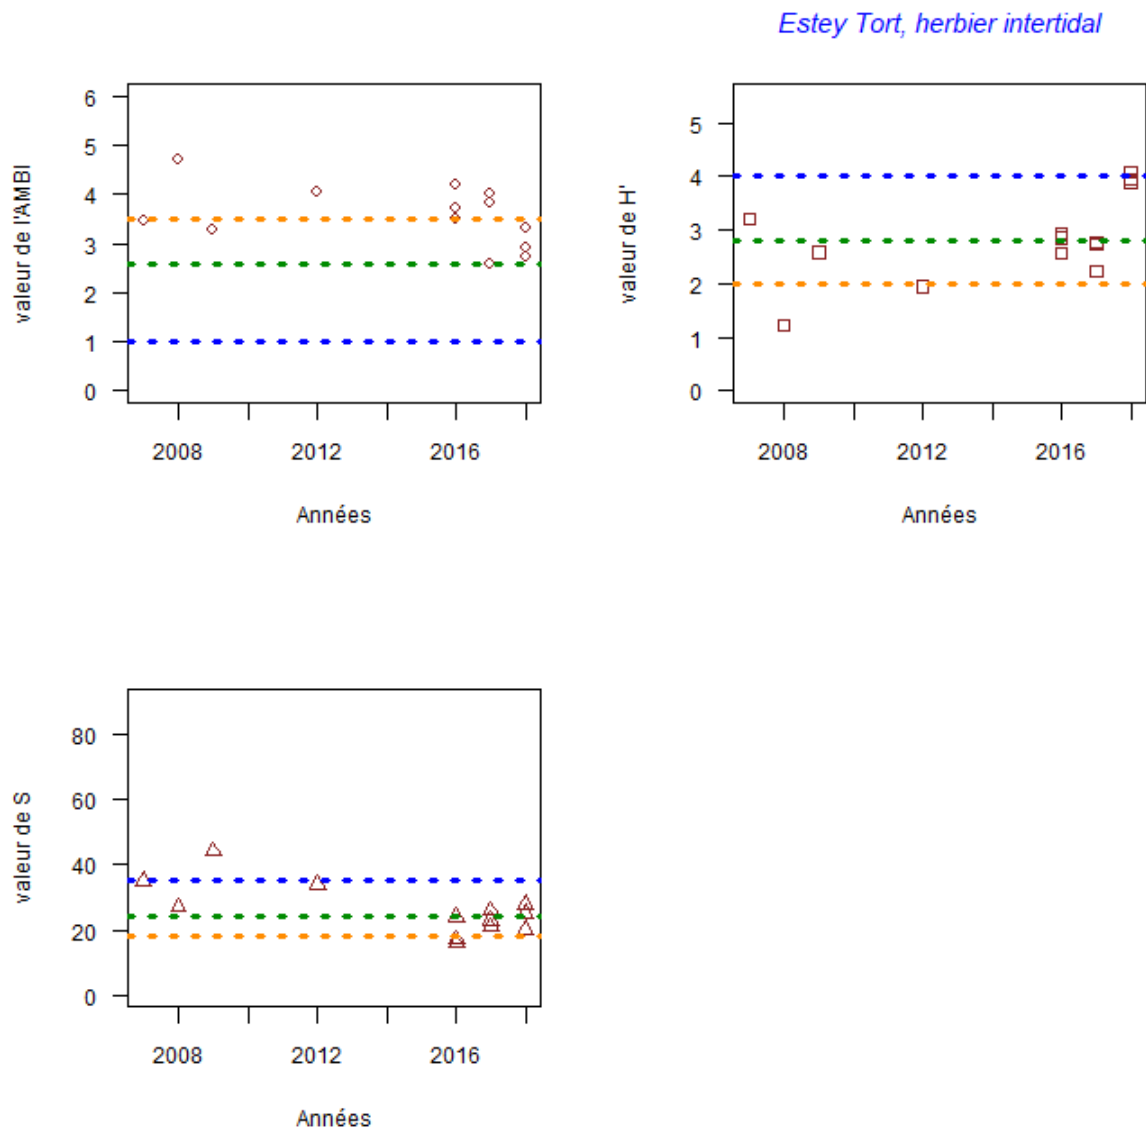 Estey Tort, herbier intertidal
valeur de l'AMBI
6
5
4
3
2
1
0
2008 2012 2016
Années
valeur de H'
5
4
3
2
1
0
2008 2012 2016
Années
valeur de S
80
60
40
20
0
2008 2012 2016
Années